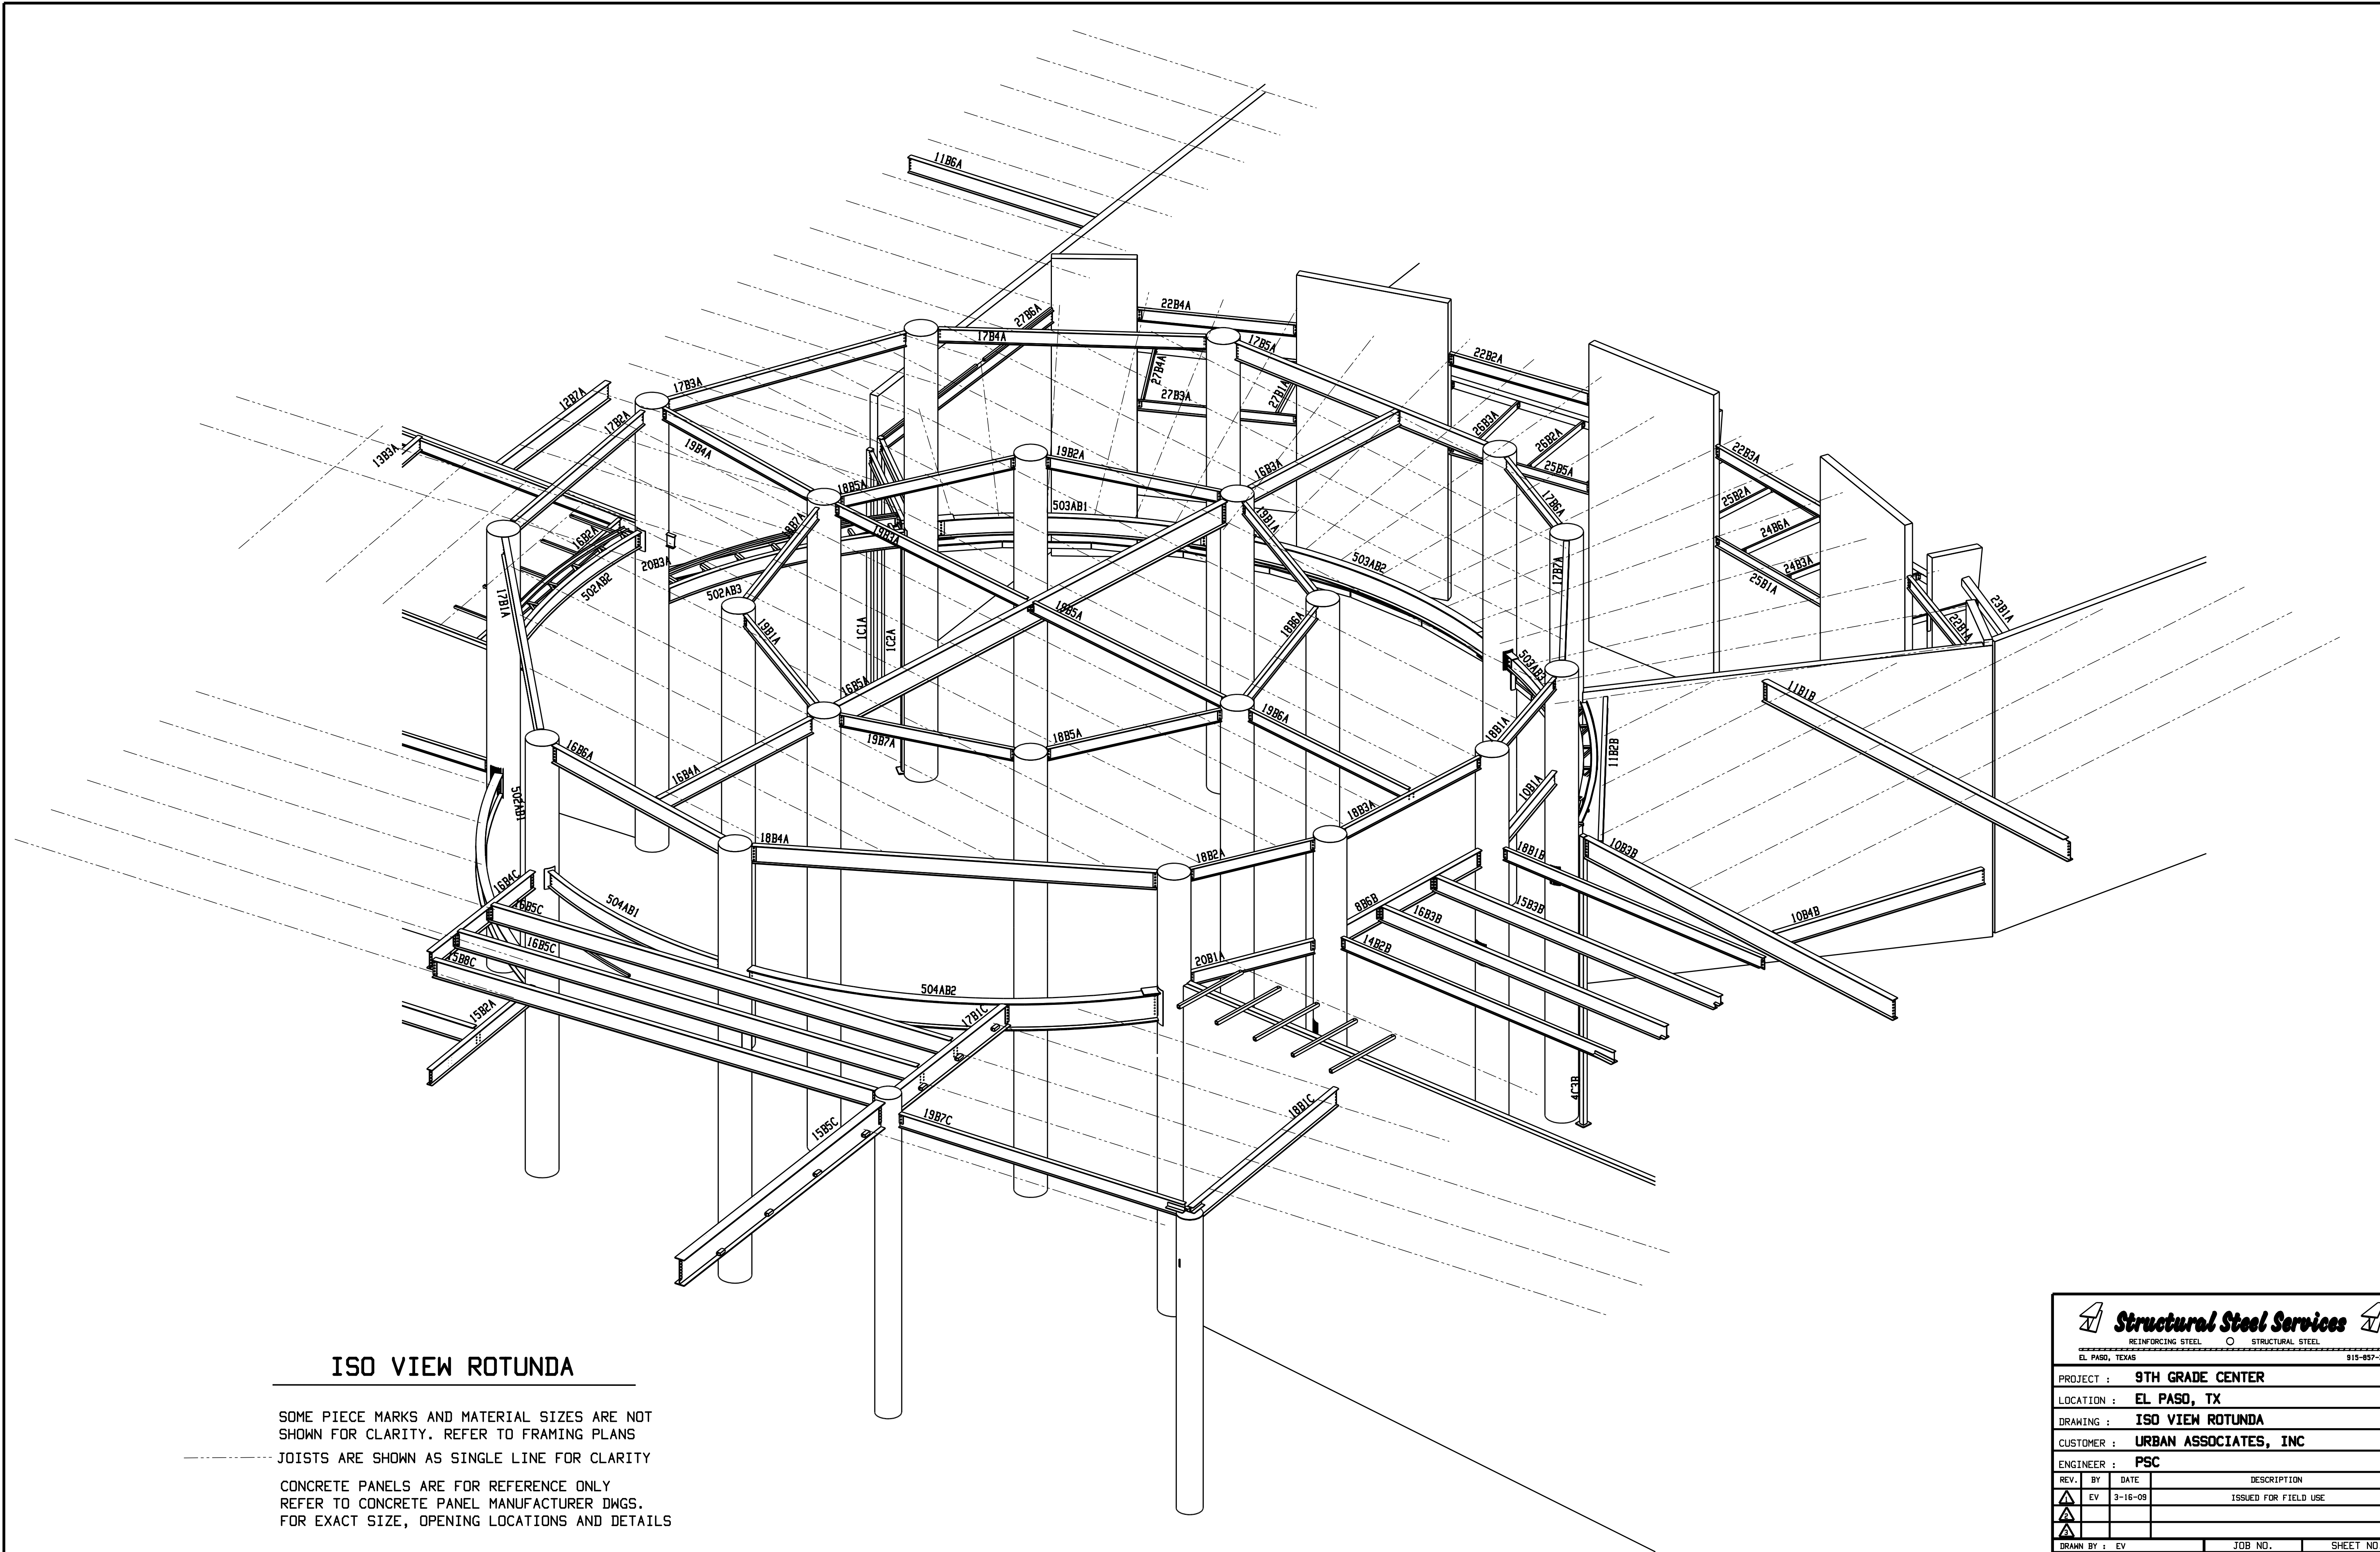 11B6A
22B4A
27B6A
17B4A
17B5A
22B2A
27B4A
27B3A
27B1A
17B3A
12B7A
17B2A
19B4A
13B3A
26B3A
26B2A
25B5A
22B3A
25B2A
24B6A
24B3A
25B1A
19B2A
16B3A
18B5A
503AB1
17B6A
18B7A
19B3A
19B1A
16B2A
20B3A
502AB2
502AB3
503AB2
17B7A
23B1A
22B1A
17B1A
19B1A
1C1A
1C2A
19B5A
18B6A
16B5A
503AB3
11B1B
16B6A
19B7A
18B5A
19B6A
18B1A
11B2B
16B4A
502AB1
10B1A
18B3A
18B4A
18B2A
18B1B
10B3B
16B4C
504AB1
16B5C
8B6B
16B3B
15B3B
10B4B
16B5C
14B2B
15B8C
20B1A
504AB2
15B2A
17B1C
4C3B
15B5C
19B7C
18B1C
ISO VIEW ROTUNDA
SOME PIECE MARKS AND MATERIAL SIZES ARE NOT
SHOWN FOR CLARITY. REFER TO FRAMING PLANS
JOISTS ARE SHOWN AS SINGLE LINE FOR CLARITY
CONCRETE PANELS ARE FOR REFERENCE ONLY
REFER TO CONCRETE PANEL MANUFACTURER DWGS.
FOR EXACT SIZE, OPENING LOCATIONS AND DETAILS
Structural Steel Services
REINFORCING STEEL STRUCTURAL STEEL
EL PASO, TEXAS 915-857-
PROJECT : 9TH GRADE CENTER
LOCATION : EL PASO, TX
DRAWING : ISO VIEW ROTUNDA
CUSTOMER : URBAN ASSOCIATES, INC
ENGINEER : PSC
REV. BY DATE DESCRIPTION
1 EV 3-16-09 ISSUED FOR FIELD USE
2
3
DRAWN BY : EV JOB NO. SHEET NO